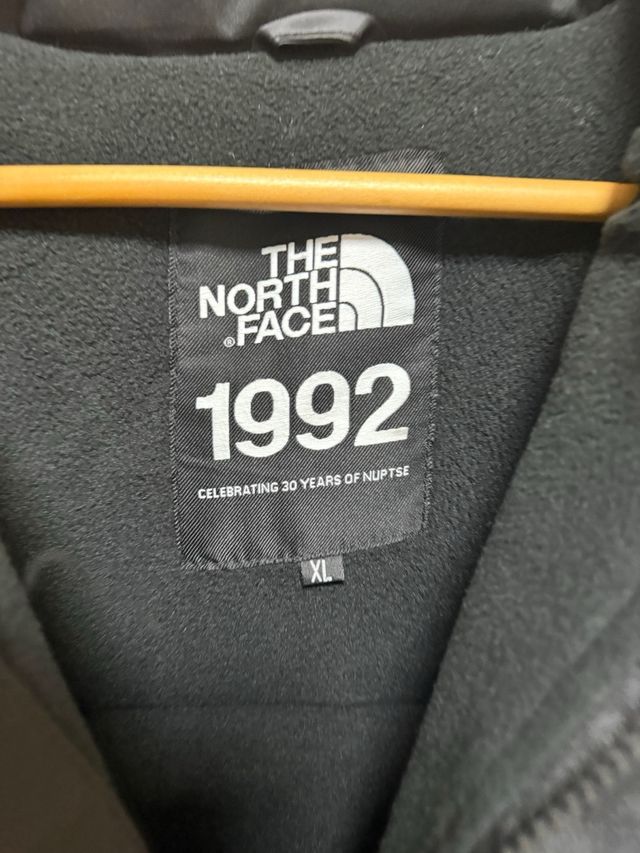 THE
NORTH
®FACE
1992
CELEBRATING 30 YEARS OF NUPTSE
XL